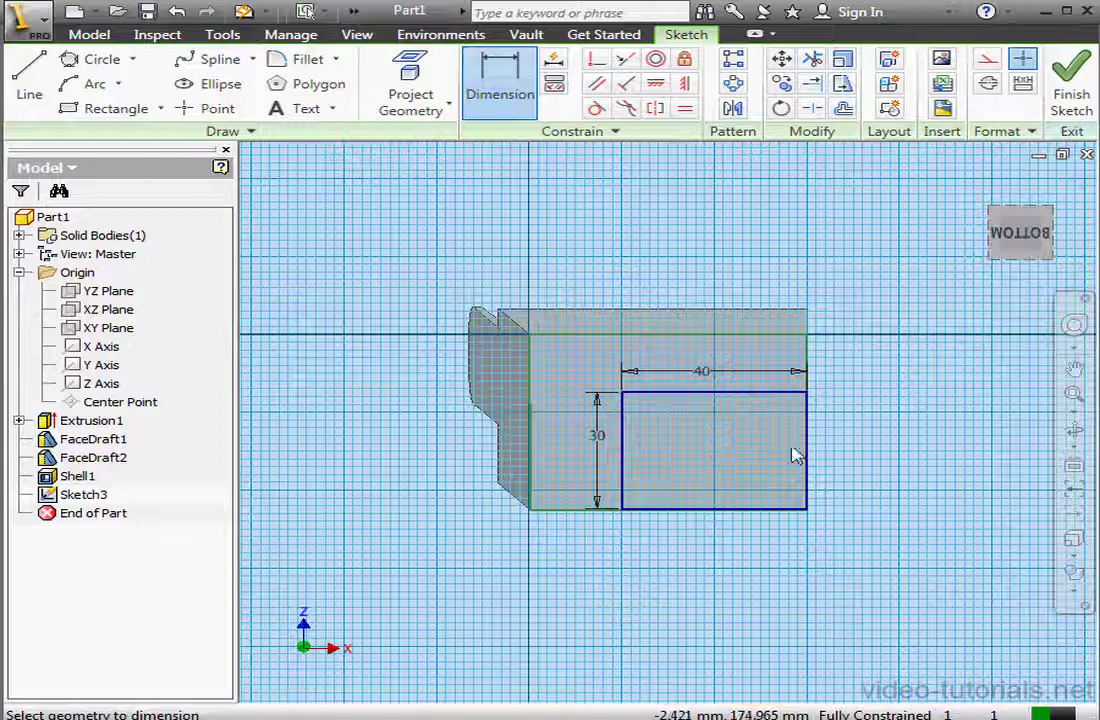 Part1
Type a keyword or phrase
Sign In
PRO
Model
Inspect
Tools
Manage
View
Environments
Vault
Get Started
Sketch
Line
Circle
Arc
Rectangle
Spline
Ellipse
Point
Fillet
Polygon
Text
Project Geometry
Dimension
Finish Sketch
Draw
Constrain
Pattern
Modify
Layout
Insert
Format
Exit
Model
Part1
Solid Bodies(1)
View: Master
Origin
YZ Plane
XZ Plane
XY Plane
X Axis
Y Axis
Z Axis
Center Point
Extrusion1
FaceDraft1
FaceDraft2
Shell1
Sketch3
End of Part
BOTTOM
40
30
Z
X
video-tutorials.net
Select geometry to dimension
-2.421 mm, 174.965 mm
Fully Constrained
1
1